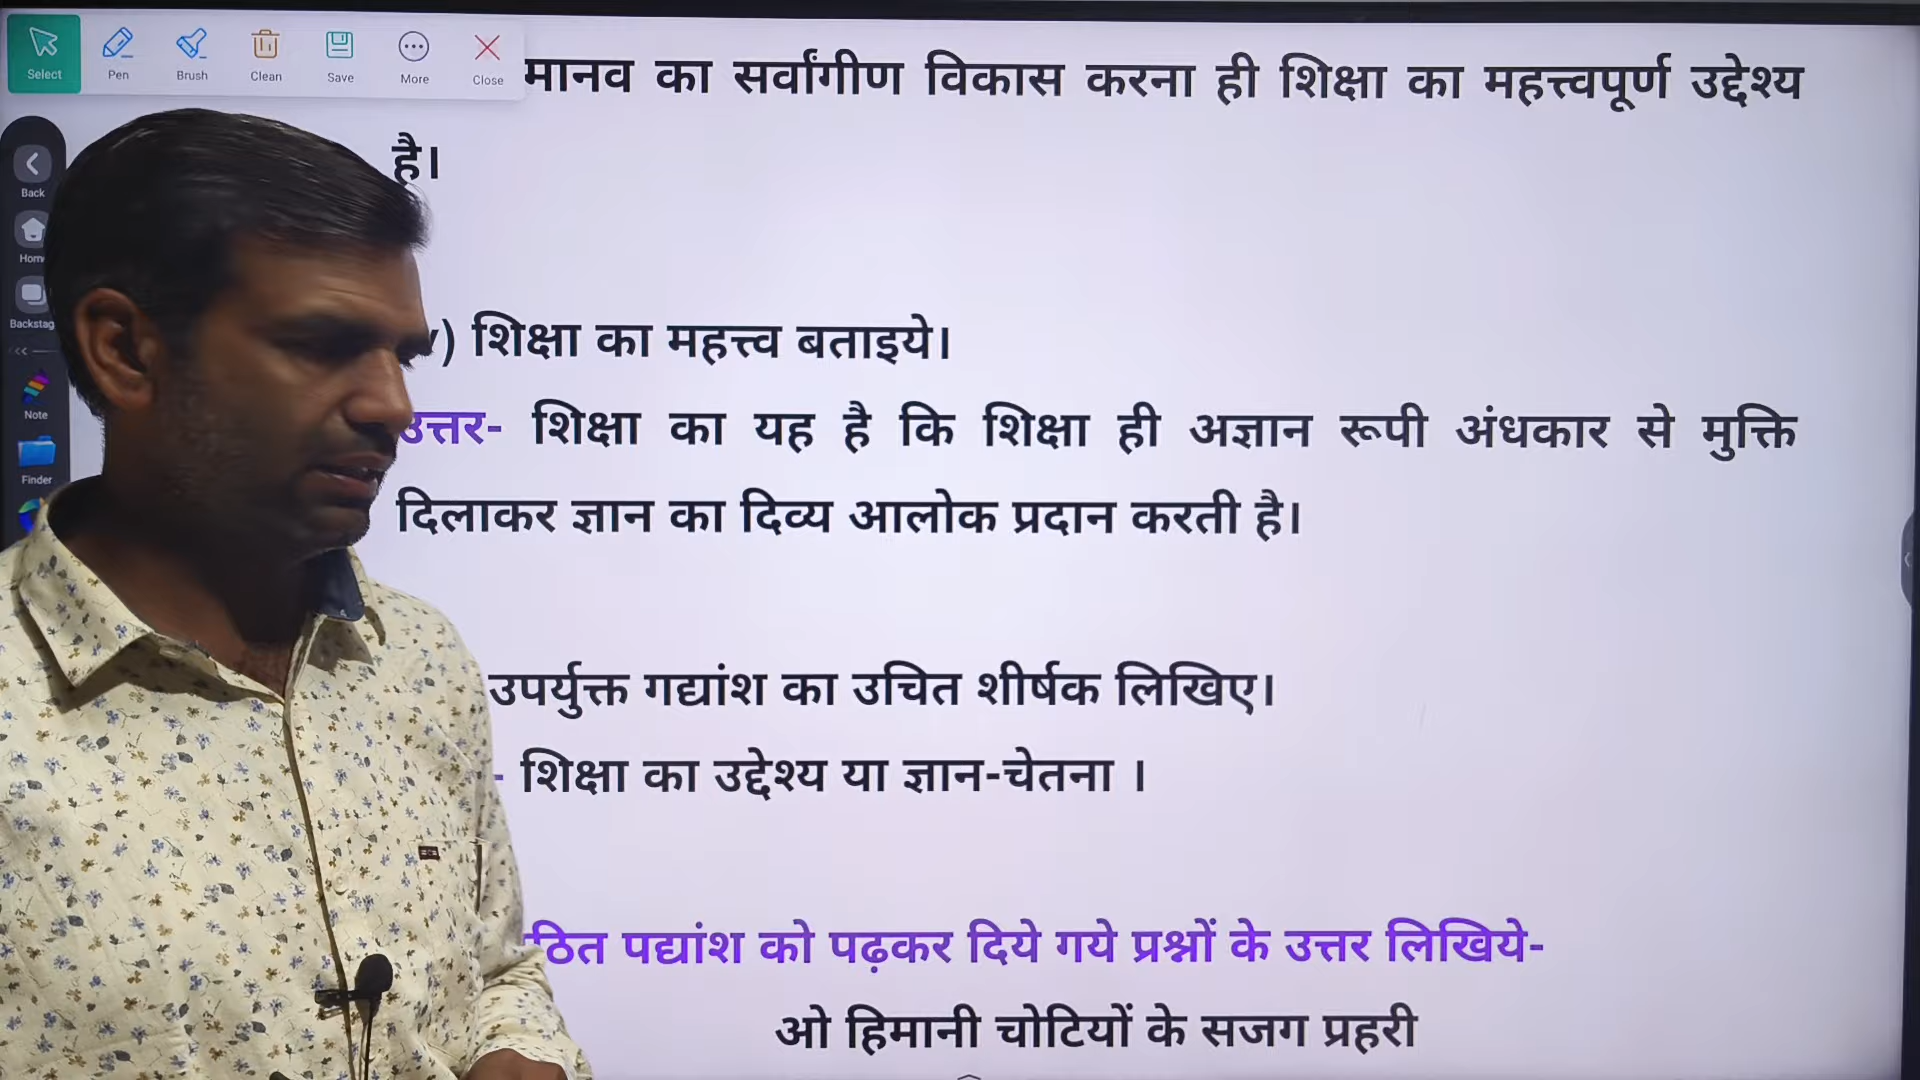 Select Pen Brush Clean Save More Close
मानव का सर्वांगीण विकास करना ही शिक्षा का महत्त्वपूर्ण उद्देश्य
है।
Back
v) शिक्षा का महत्त्व बताइये।
उत्तर- शिक्षा का यह है कि शिक्षा ही अज्ञान रूपी अंधकार से मुक्ति
Note
Finder
दिलाकर ज्ञान का दिव्य आलोक प्रदान करती है।
उपर्युक्त गद्यांश का उचित शीर्षक लिखिए।
- शिक्षा का उद्देश्य या ज्ञान-चेतना ।
ठित पद्यांश को पढ़कर दिये गये प्रश्नों के उत्तर लिखिये-
ओ हिमानी चोटियों के सजग प्रहरी